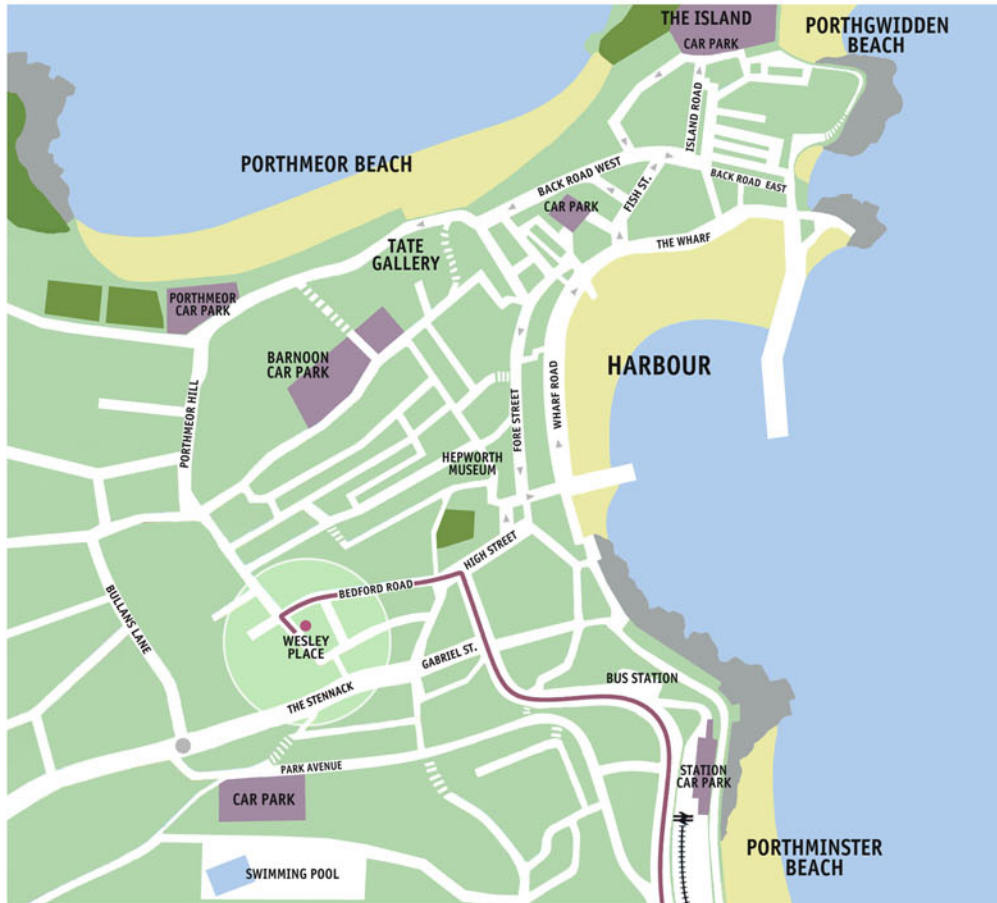 THE ISLAND
CAR PARK
PORTHGWIDDEN
BEACH
ISLAND ROAD
PORTHMEOR BEACH
BACK ROAD WEST
FISH ST.
BACK ROAD EAST
CAR PARK
THE WHARF
TATE
GALLERY
PORTHMEOR
CAR PARK
BARNOON
CAR PARK
HARBOUR
PORTHMEOR HILL
FORE STREET
WHARF ROAD
HEPWORTH
MUSEUM
HIGH STREET
BEDFORD ROAD
BULLANS LANE
WESLEY
PLACE
GABRIEL ST.
THE STENNACK
BUS STATION
PARK AVENUE
STATION
CAR PARK
CAR PARK
PORTHMINSTER
BEACH
SWIMMING POOL